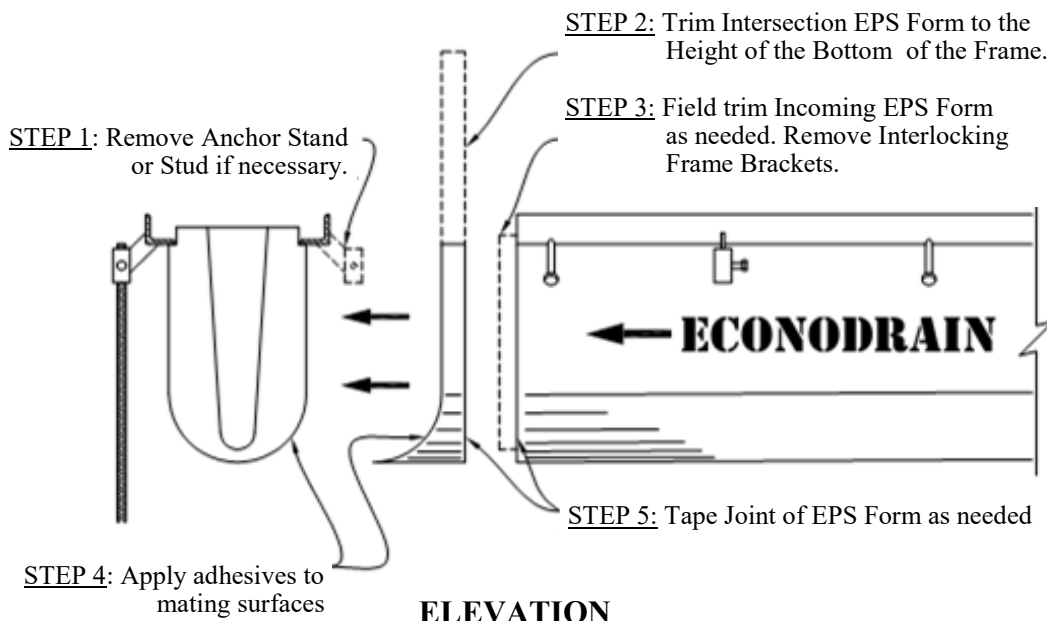 STEP 2: Trim Intersection EPS Form to the
Height of the Bottom of the Frame.
STEP 3: Field trim Incoming EPS Form
as needed. Remove Interlocking
Frame Brackets.
STEP 1: Remove Anchor Stand
or Stud if necessary.
ECONODRAIN
STEP 5: Tape Joint of EPS Form as needed
STEP 4: Apply adhesives to
mating surfaces
ELEVATION